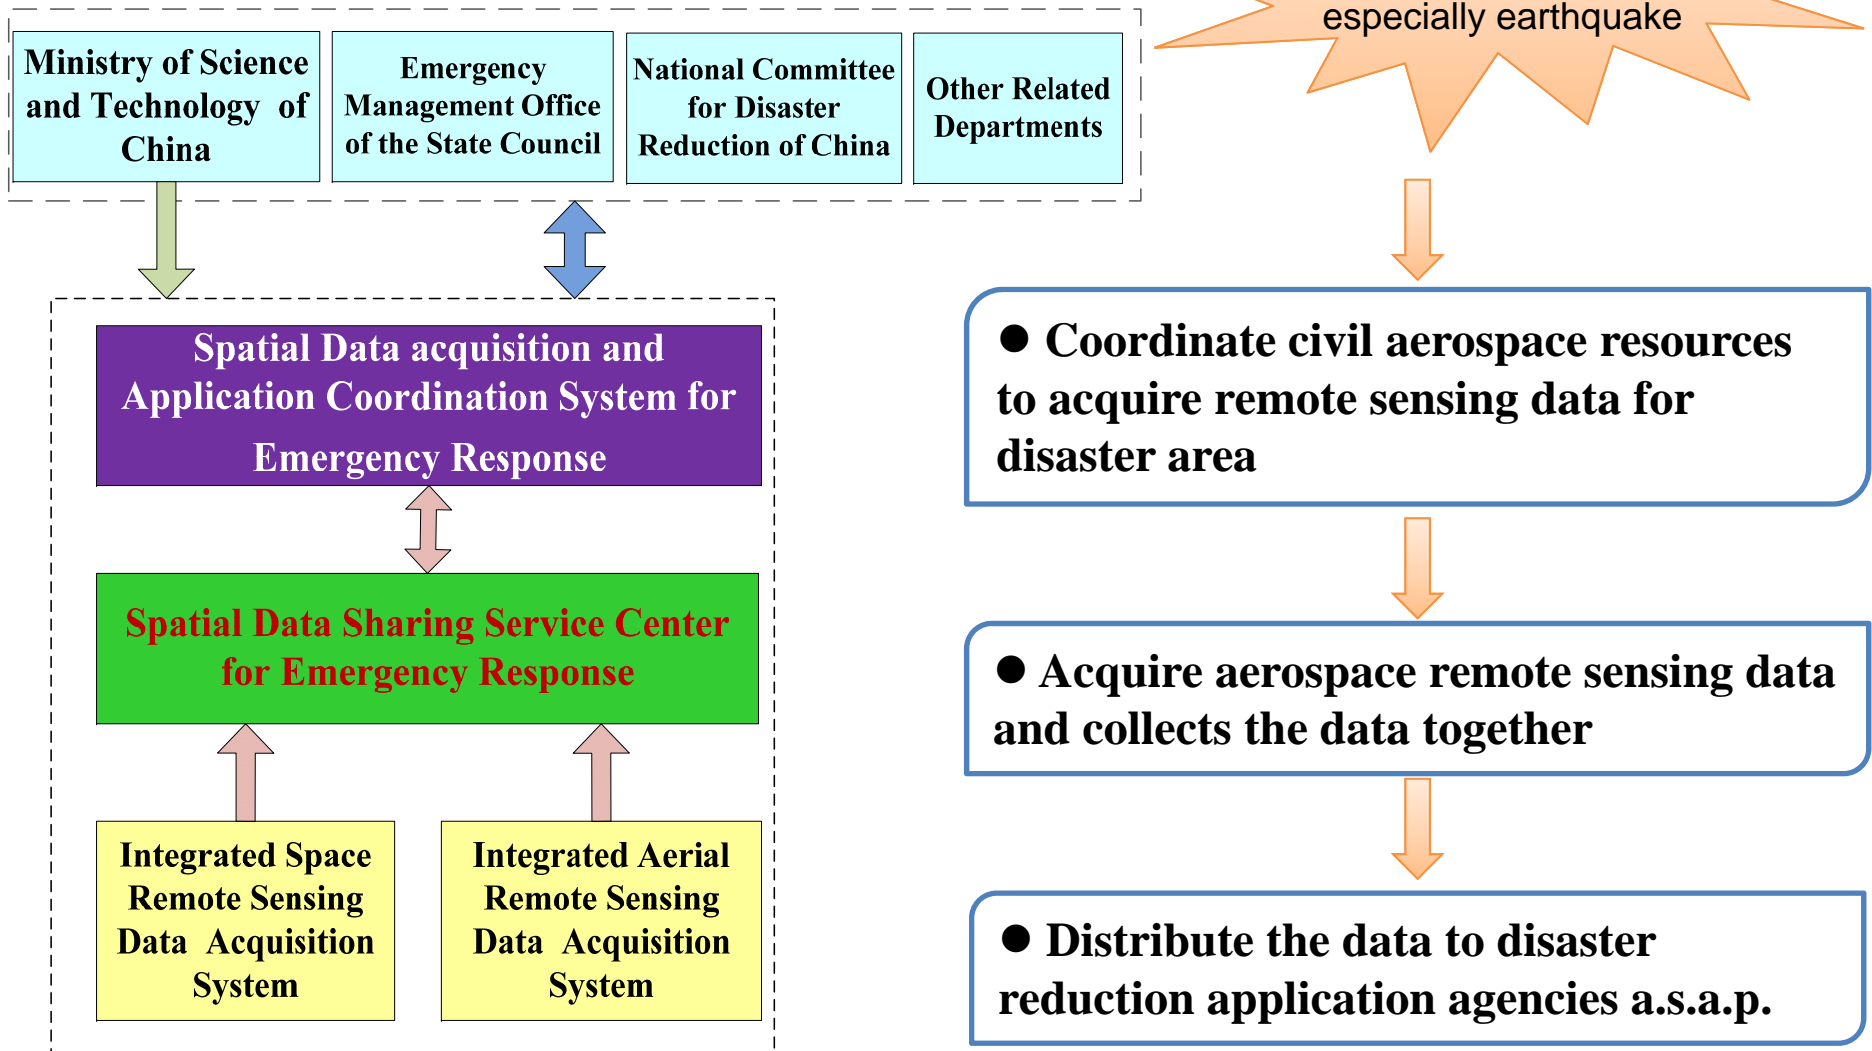 Ministry of Science
and Technology of
China
Emergency
Management Office
of the State Council
National Committee
for Disaster
Reduction of China
Other Related
Departments
especially earthquake
Spatial Data acquisition and
Application Coordination System for
Emergency Response
Spatial Data Sharing Service Center
for Emergency Response
Integrated Space
Remote Sensing
Data Acquisition
System
Integrated Aerial
Remote Sensing
Data Acquisition
System
● Coordinate civil aerospace resources
to acquire remote sensing data for
disaster area
● Acquire aerospace remote sensing data
and collects the data together
● Distribute the data to disaster
reduction application agencies a.s.a.p.